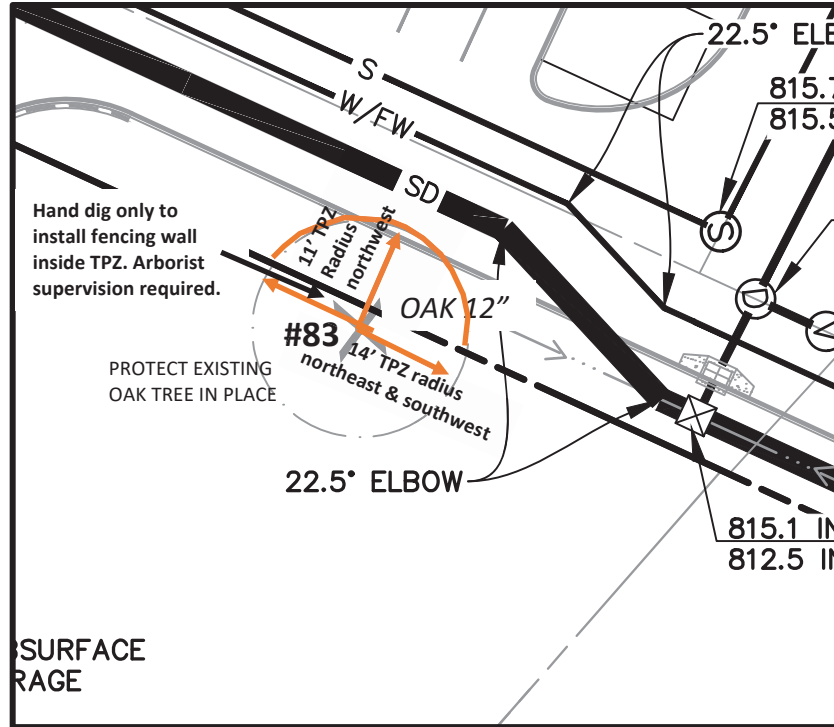 22.5° ELB
S
W/FW
815.7
815.5
SD
S
Hand dig only to
install fencing wall
inside TPZ. Arborist
supervision required.
11' TPZ
Radius
northwest
OAK 12”
D
#83
14' TPZ radius
northeast & southwest
PROTECT EXISTING
OAK TREE IN PLACE
22.5° ELBOW
815.1 IN
812.5 IN
SURFACE
RAGE